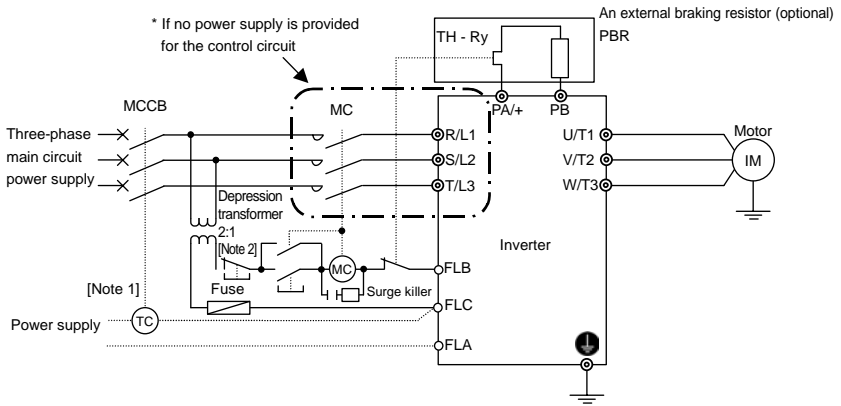 * If no power supply is provided
for the control circuit
An external braking resistor (optional)
TH - Ry
PBR
MCCB
MC
PA/+
PB
Three-phase
main circuit
power supply
R/L1
S/L2
T/L3
U/T1
V/T2
W/T3
Motor
IM
Depression
transformer
2:1
[Note 2]
Inverter
MC
FLB
[Note 1]
Fuse
Surge killer
FLC
Power supply
TC
FLA